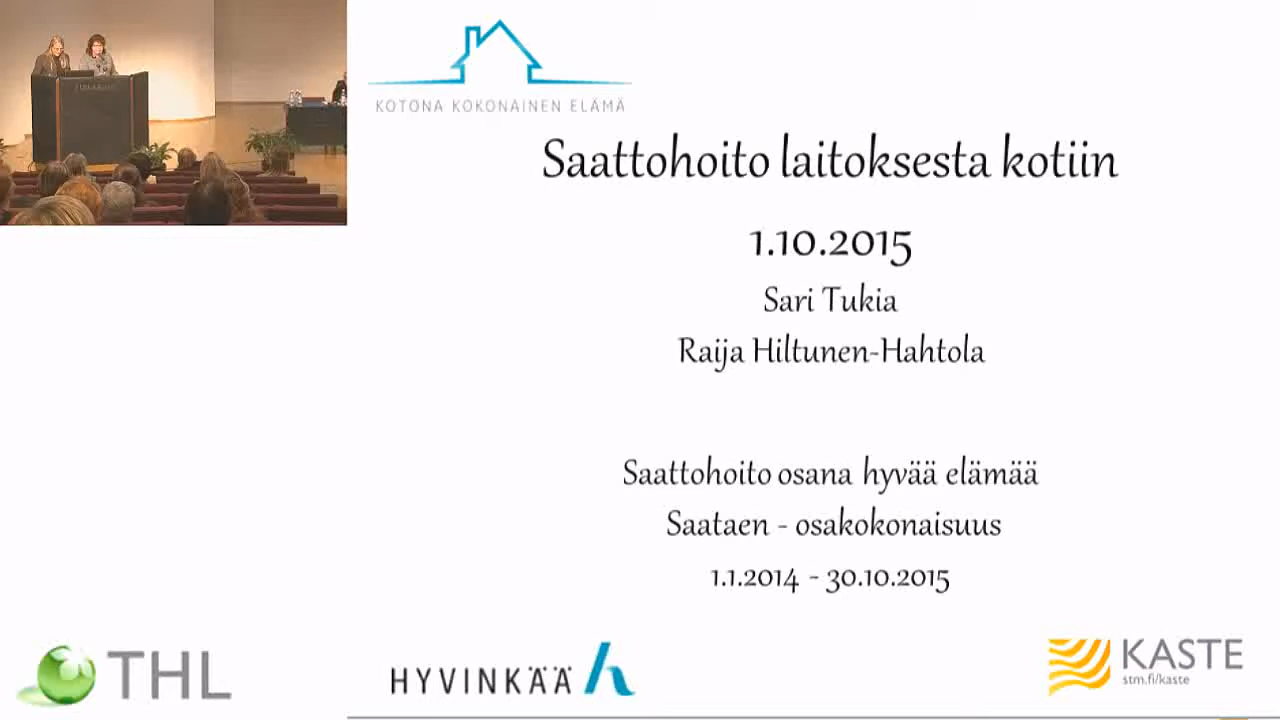 KOTONA KOKONAINEN ELÄMÄ
Saattohoito laitoksesta kotiin
1.10.2015
Sari Tukia
Raija Hiltunen-Hahtola
Saattohoito osana hyvää elämää
Saataen - osakokonaisuus
1.1.2014 - 30.10.2015
THL
HYVINKÄÄ
KASTE
stm.fi/kaste